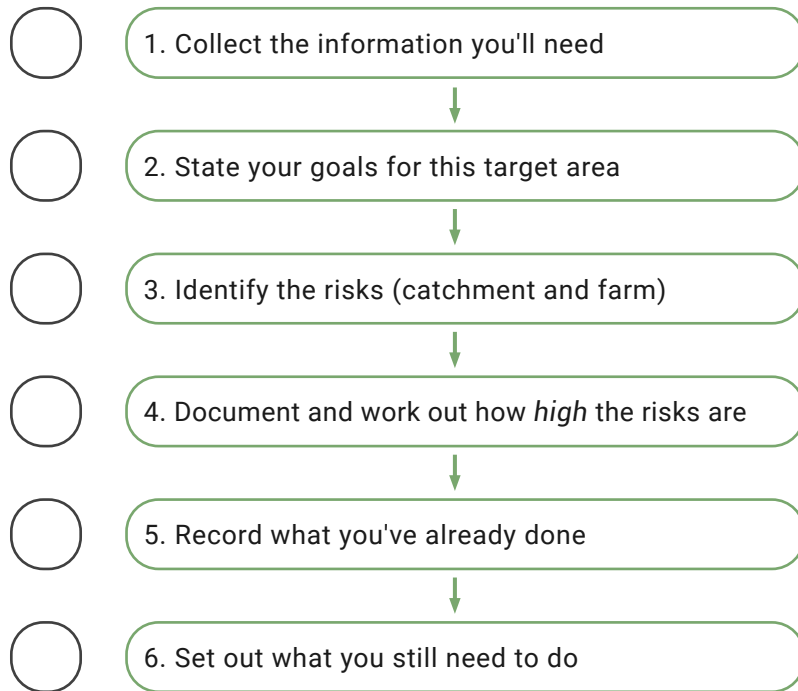 1. Collect the information you'll need
2. State your goals for this target area
3. Identify the risks (catchment and farm)
4. Document and work out how high the risks are
5. Record what you've already done
6. Set out what you still need to do